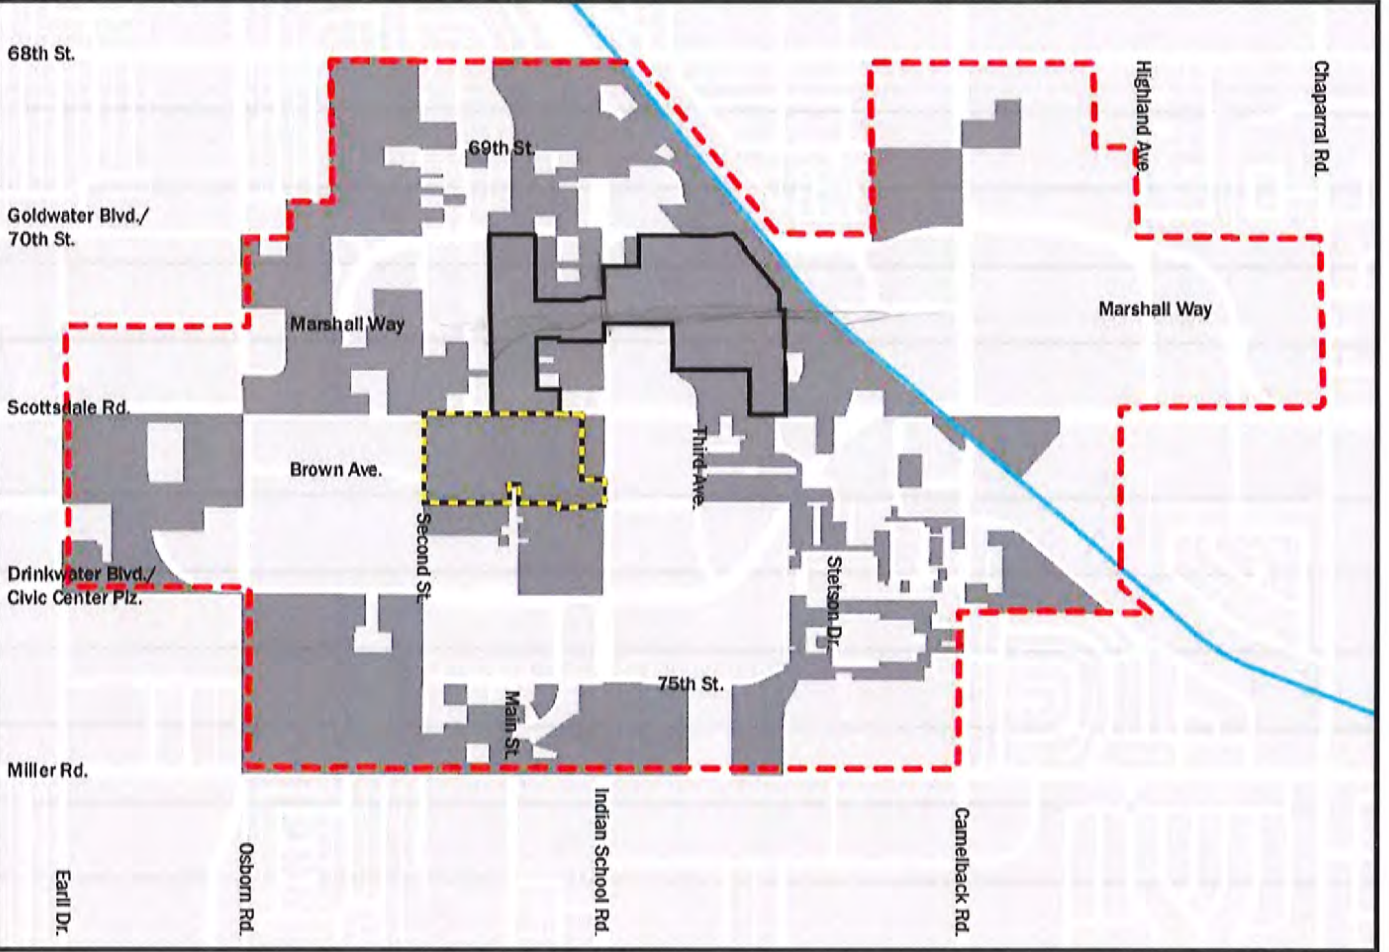 68th St.
Highland Ave.
Chaparral Rd.
69th St.
Goldwater Blvd./
70th St.
Marshall Way
Marshall Way
Scottsdale Rd.
Third Ave.
Brown Ave.
Second St.
Stetson Dr.
Drinkwater Blvd./
Civic Center Plz.
75th St.
Main St.
Miller Rd.
Indian School Rd.
Camelback Rd.
Osborn Rd.
Earll Dr.